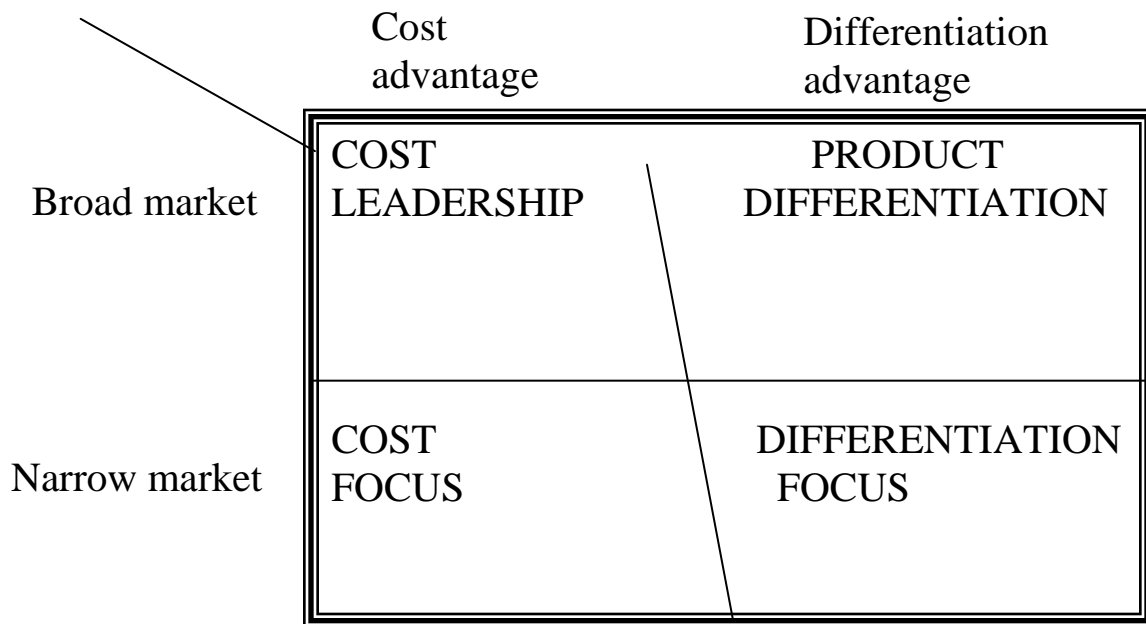 Cost
advantage
Differentiation
advantage
Broad market
COST
LEADERSHIP
PRODUCT
DIFFERENTIATION
Narrow market
COST
FOCUS
DIFFERENTIATION
FOCUS